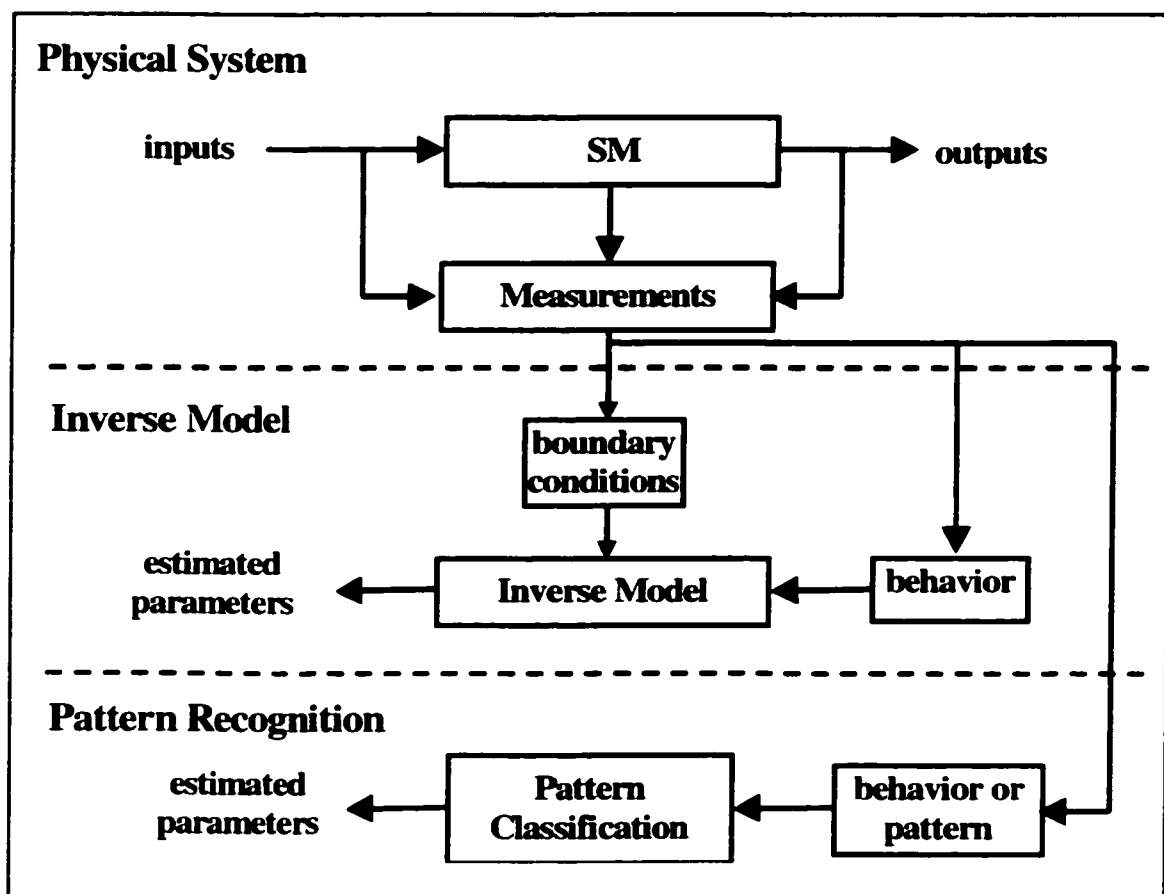 Physical System
inputs
SM
outputs
Measurements
Inverse Model
boundary
conditions
estimated
parameters
Inverse Model
behavior
Pattern Recognition
estimated
parameters
Pattern
Classification
behavior or
pattern